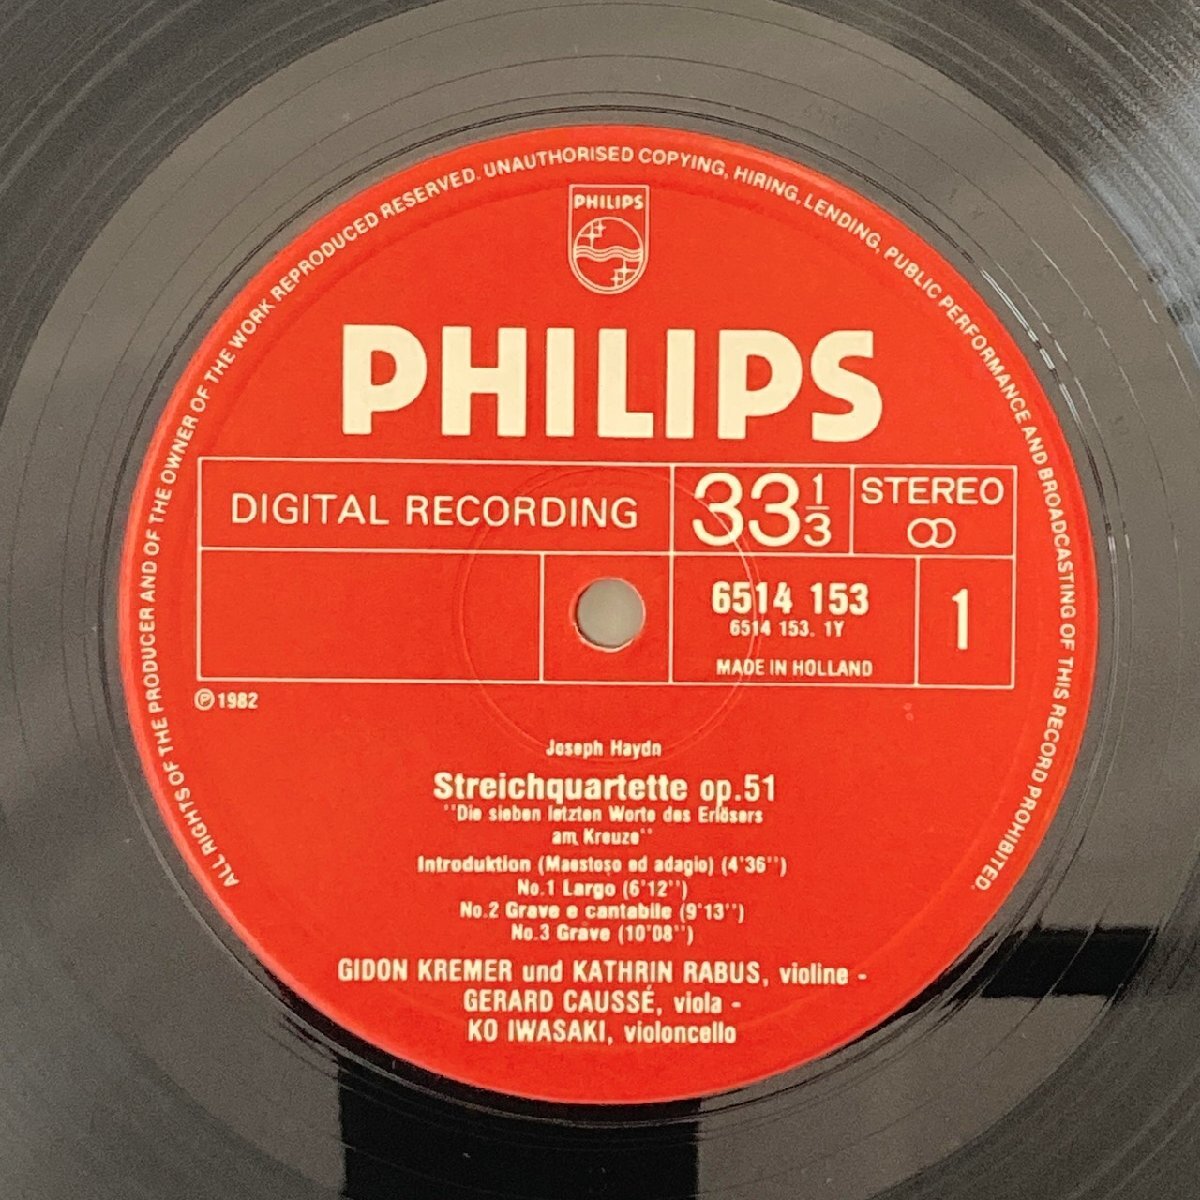 ALL RIGHTS OF THE PRODUCER AND OF THE OWNER OF THE WORK REPRODUCED RESERVED. UNAUTHORISED COPYING, HIRING, LENDING, PUBLIC PERFORMANCE AND BROADCASTING OF THIS RECORD PROHIBITED.
PHILIPS
PHILIPS
DIGITAL RECORDING
33 1/3
STEREO
6514 153
6514 153. 1Y
1
MADE IN HOLLAND
℗ 1982
Joseph Haydn
Streichquartette op.51
"Die sieben letzten Worte des Erlösers
am Kreuze"
Introduktion (Maestoso ed adagio) (4'36'')
No.1 Largo (6'12'')
No.2 Grave e cantabile (9'13'')
No.3 Grave (10'08'')
GIDON KREMER und KATHRIN RABUS, violine -
GERARD CAUSSÉ, viola -
KO IWASAKI, violoncello